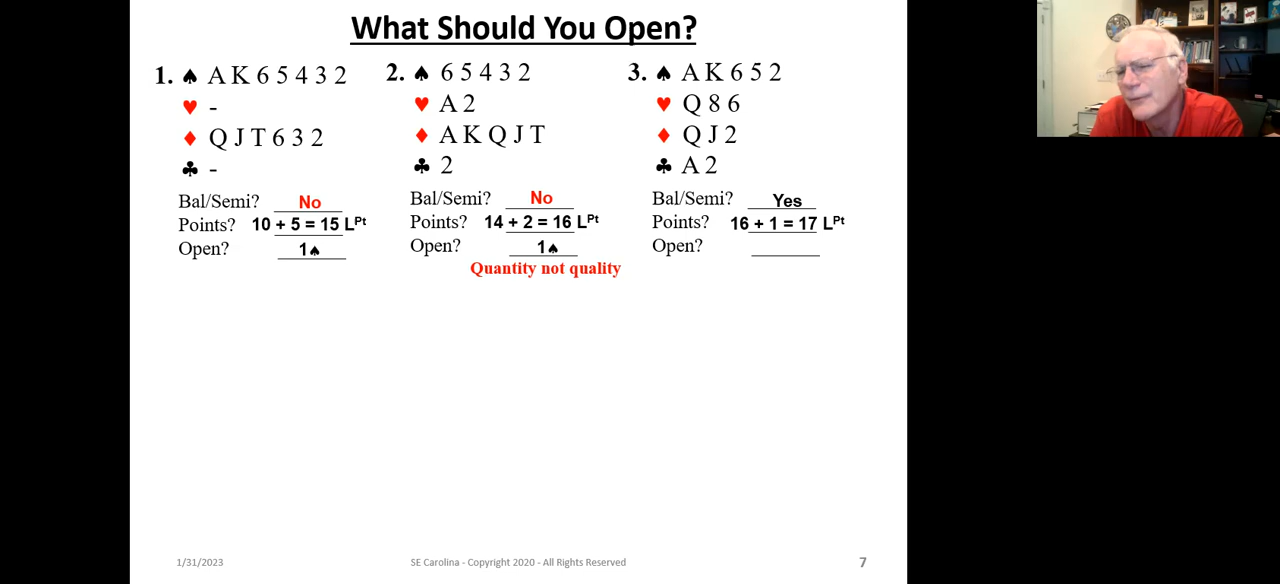 What Should You Open?
1. ♠ A K 6 5 4 3 2
♥ -
♦ Q J T 6 3 2
♣ -
Bal/Semi? No
Points? 10 + 5 = 15 LPt
Open? 1♠
2. ♠ 6 5 4 3 2
♥ A 2
♦ A K Q J T
♣ 2
Bal/Semi? No
Points? 14 + 2 = 16 LPt
Open? 1♠
Quantity not quality
3. ♠ A K 6 5 2
♥ Q 8 6
♦ Q J 2
♣ A 2
Bal/Semi? Yes
Points? 16 + 1 = 17 LPt
Open?
1/31/2023
SE Carolina - Copyright 2020 - All Rights Reserved
7